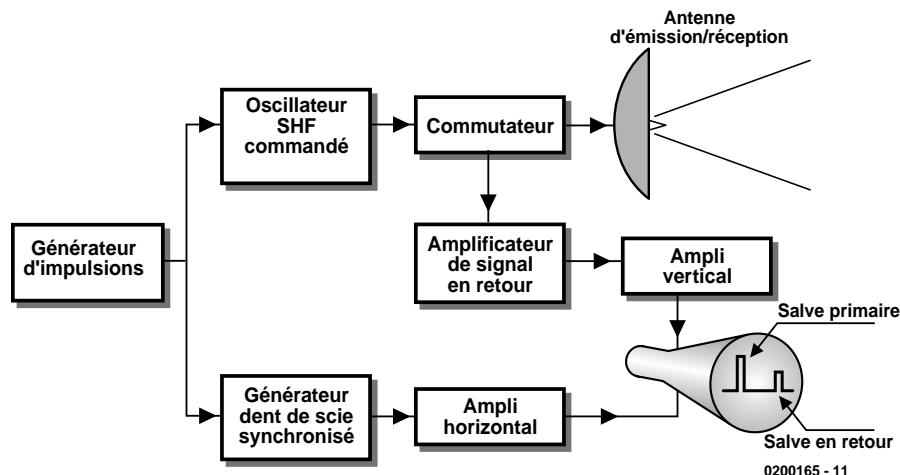 Antenne
d'émission/réception
Oscillateur
SHF
commandé
Commutateur
Générateur
d'impulsions
Amplificateur
de signal
en retour
Ampli
vertical
Salve primaire
Générateur
dent de scie
synchronisé
Ampli
horizontal
Salve en retour
0200165 - 11